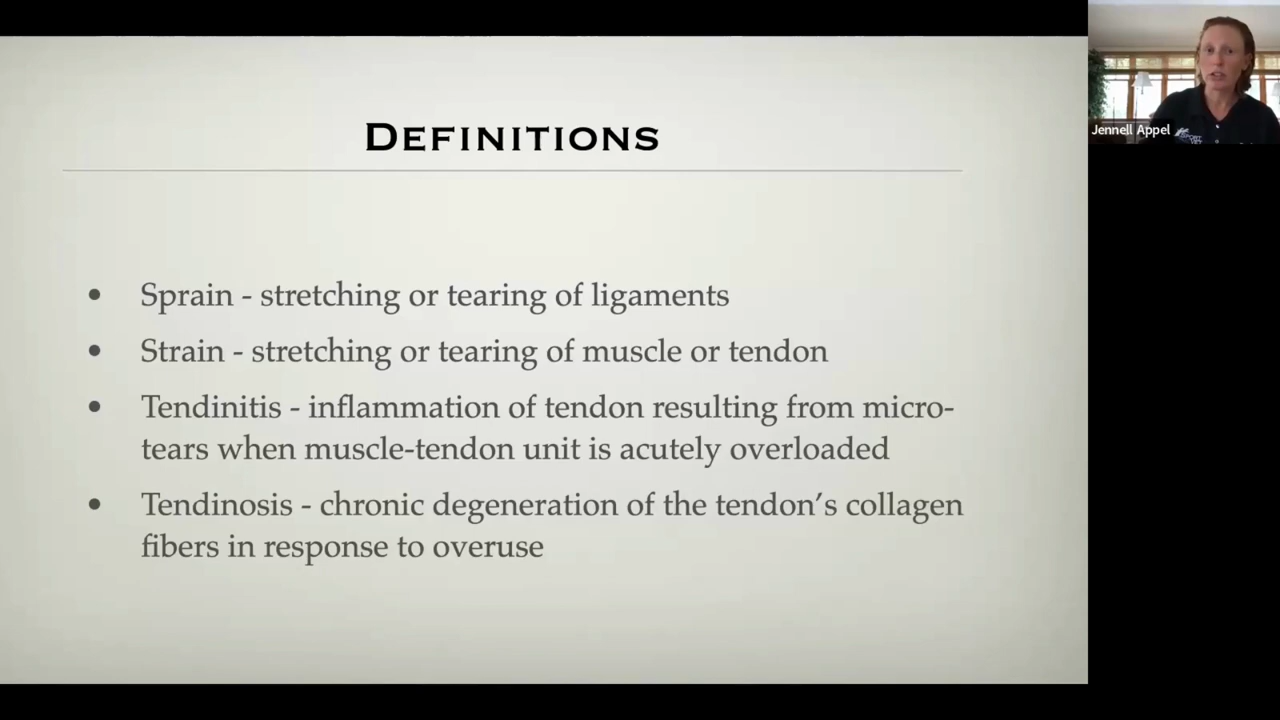 DEFINITIONS
• Sprain - stretching or tearing of ligaments
• Strain - stretching or tearing of muscle or tendon
• Tendinitis - inflammation of tendon resulting from micro-
tears when muscle-tendon unit is acutely overloaded
• Tendinosis - chronic degeneration of the tendon’s collagen
fibers in response to overuse
Jennell Appel